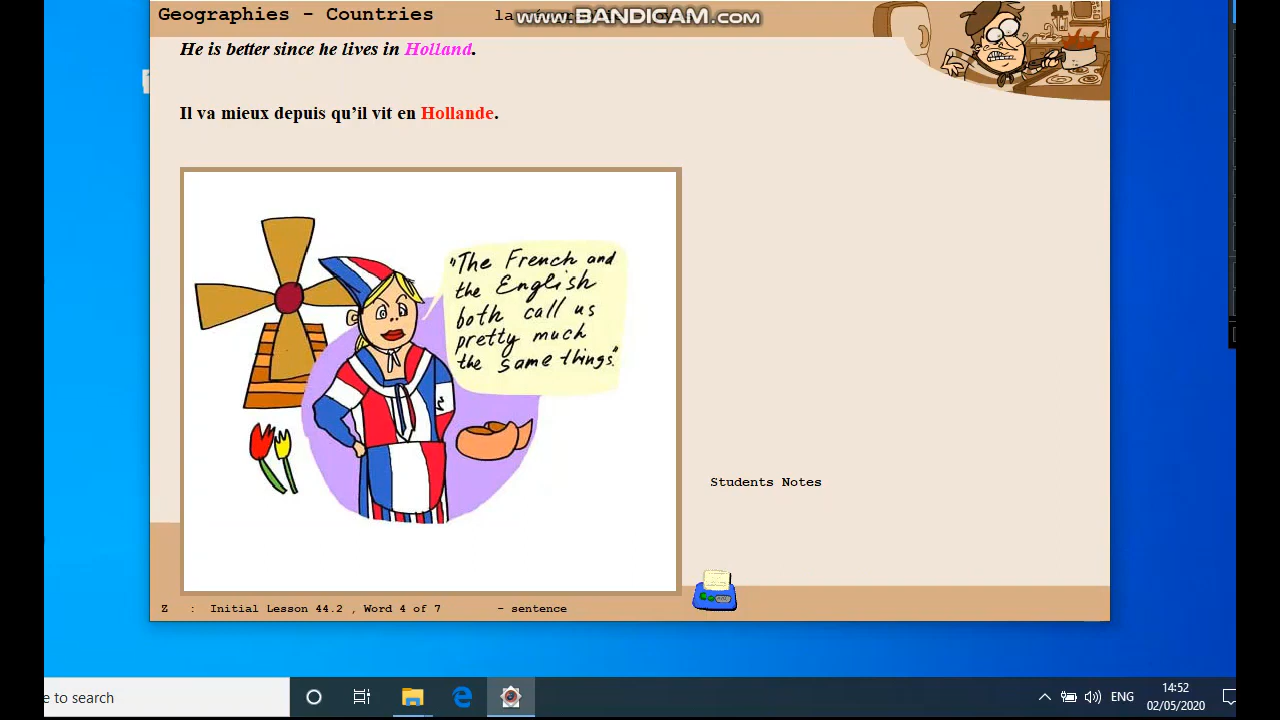 Geographies - Countries
www.BANDICAM.com
He is better since he lives in Holland.
Il va mieux depuis qu'il vit en Hollande.
"The French and
the English
both call us
pretty much
the same things."
Students Notes
Z : Initial Lesson 44.2 , Word 4 of 7 - sentence
e to search
ENG
14:52
02/05/2020